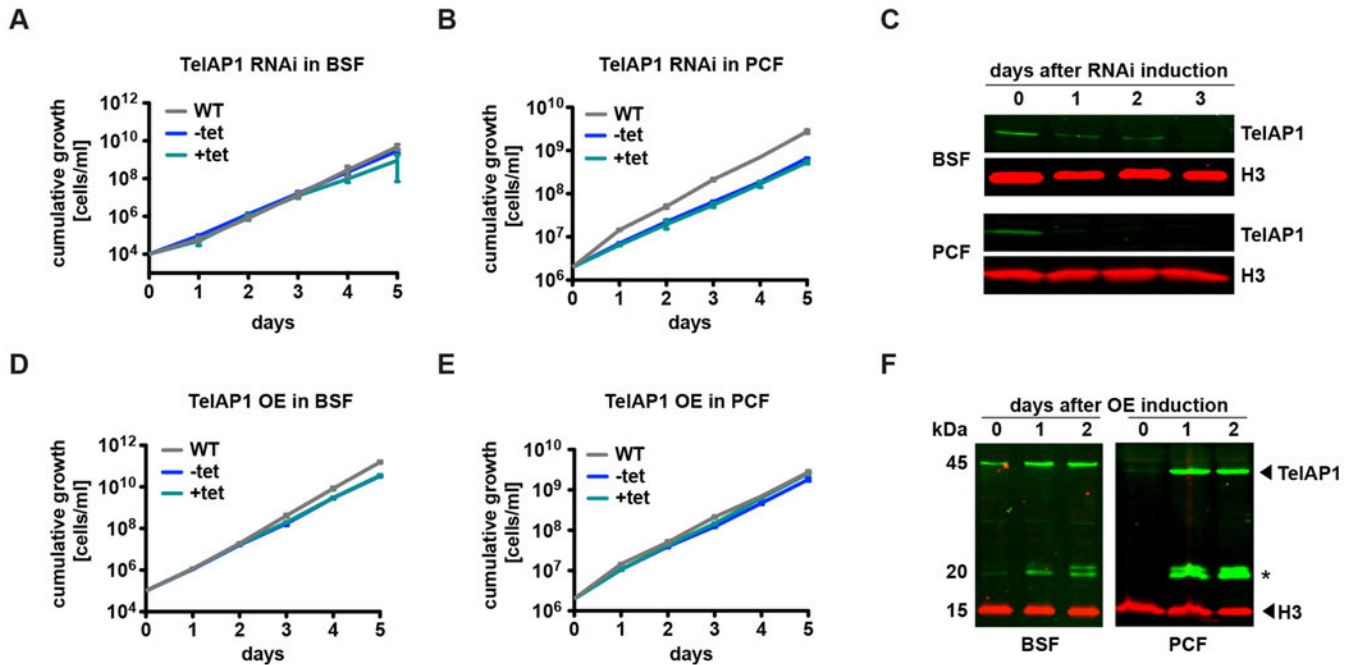 A
TelAP1 RNAi in BSF
cumulative growth
[cells/ml]
10^12
10^10
10^8
10^6
10^4
WT
-tet
+tet
0 1 2 3 4 5
days
B
TelAP1 RNAi in PCF
cumulative growth
[cells/ml]
10^10
10^9
10^8
10^7
10^6
WT
-tet
+tet
0 1 2 3 4 5
days
C
days after RNAi induction
0 1 2 3
BSF
TelAP1
H3
PCF
TelAP1
H3
D
TelAP1 OE in BSF
cumulative growth
[cells/ml]
10^12
10^10
10^8
10^6
10^4
WT
-tet
+tet
0 1 2 3 4 5
days
E
TelAP1 OE in PCF
cumulative growth
[cells/ml]
10^10
10^9
10^8
10^7
10^6
WT
-tet
+tet
0 1 2 3 4 5
days
F
days after OE induction
kDa 0 1 2 0 1 2
45
TelAP1
20
*
15
H3
BSF PCF